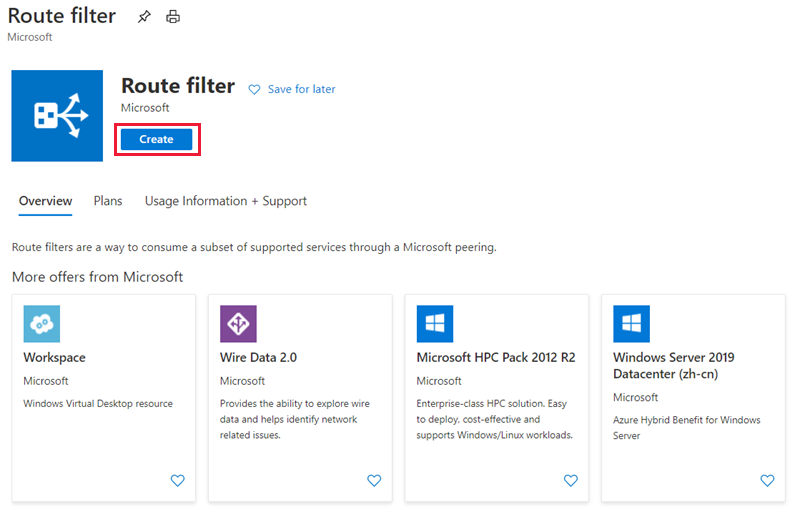 Route filter
Microsoft
Route filter
Save for later
Microsoft
Create
Overview
Plans
Usage Information + Support
Route filters are a way to consume a subset of supported services through a Microsoft peering.
More offers from Microsoft
Workspace
Microsoft
Windows Virtual Desktop resource
Wire Data 2.0
Microsoft
Provides the ability to explore wire
data and helps identify network
related issues.
Microsoft HPC Pack 2012 R2
Microsoft
Enterprise-class HPC solution. Easy
to deploy, cost-effective and
supports Windows/Linux workloads.
Windows Server 2019
Datacenter (zh-cn)
Microsoft
Azure Hybrid Benefit for Windows
Server